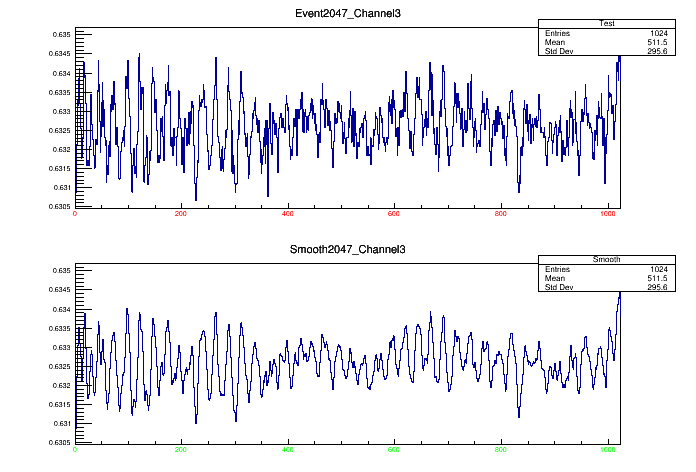 Event2047_Channel3
Test
Entries 1024
Mean 511.5
Std Dev 295.6
0.635
0.6345
0.634
0.6335
0.633
0.6325
0.632
0.6315
0.631
0.6305
0 200 400 600 800 1000
Smooth2047_Channel3
Smooth
Entries 1024
Mean 511.5
Std Dev 295.6
0.635
0.6345
0.634
0.6335
0.633
0.6325
0.632
0.6315
0.631
0.6305
0 200 400 600 800 1000